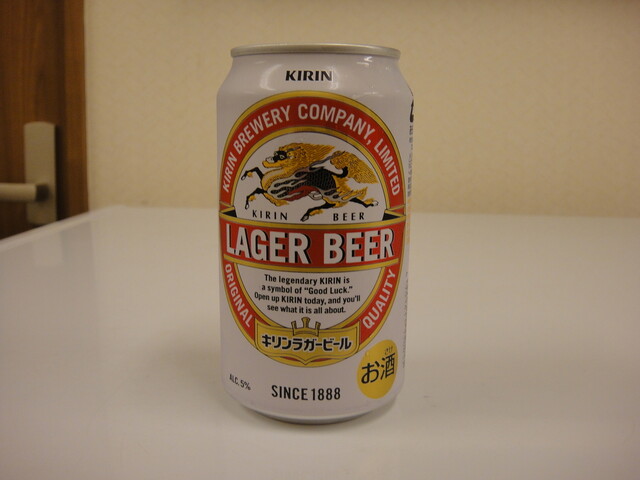 KIRIN
KIRIN BREWERY COMPANY, LIMITED
KIRIN BEER
LAGER BEER
The legendary KIRIN is
a symbol of "Good Luck."
Open up KIRIN today, and you'll
see what it is all about.
ORIGINAL QUALITY
キリンラガービール
さけ
お酒
ALC. 5%
SINCE 1888